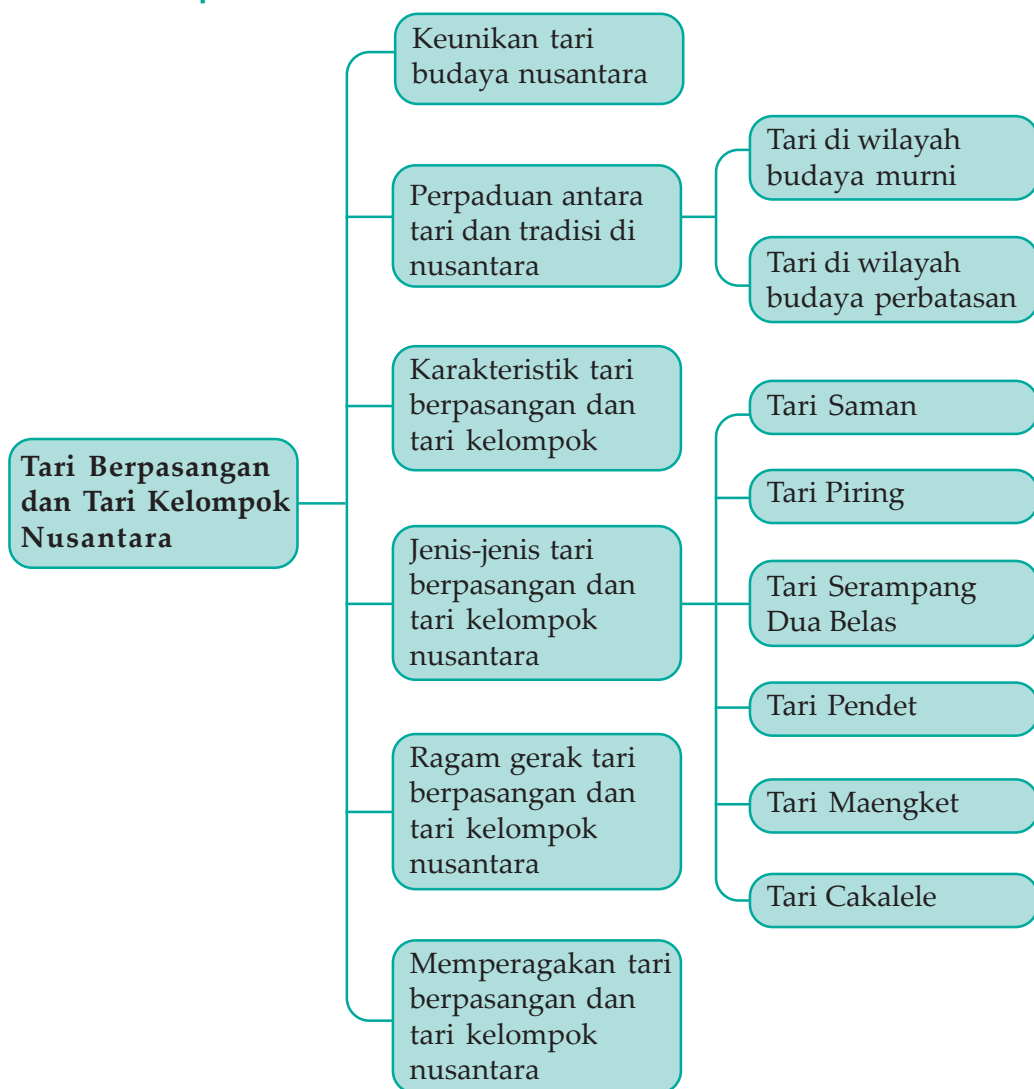 Keunikan tari
budaya nusantara
Perpaduan antara
tari dan tradisi di
nusantara
Tari di wilayah
budaya murni
Tari di wilayah
budaya perbatasan
Karakteristik tari
berpasangan dan
tari kelompok
Tari Berpasangan
dan Tari Kelompok
Nusantara
Jenis-jenis tari
berpasangan dan
tari kelompok
nusantara
Tari Saman
Tari Piring
Tari Serampang
Dua Belas
Tari Pendet
Tari Maengket
Tari Cakalele
Ragam gerak tari
berpasangan dan
tari kelompok
nusantara
Memperagakan tari
berpasangan dan
tari kelompok
nusantara